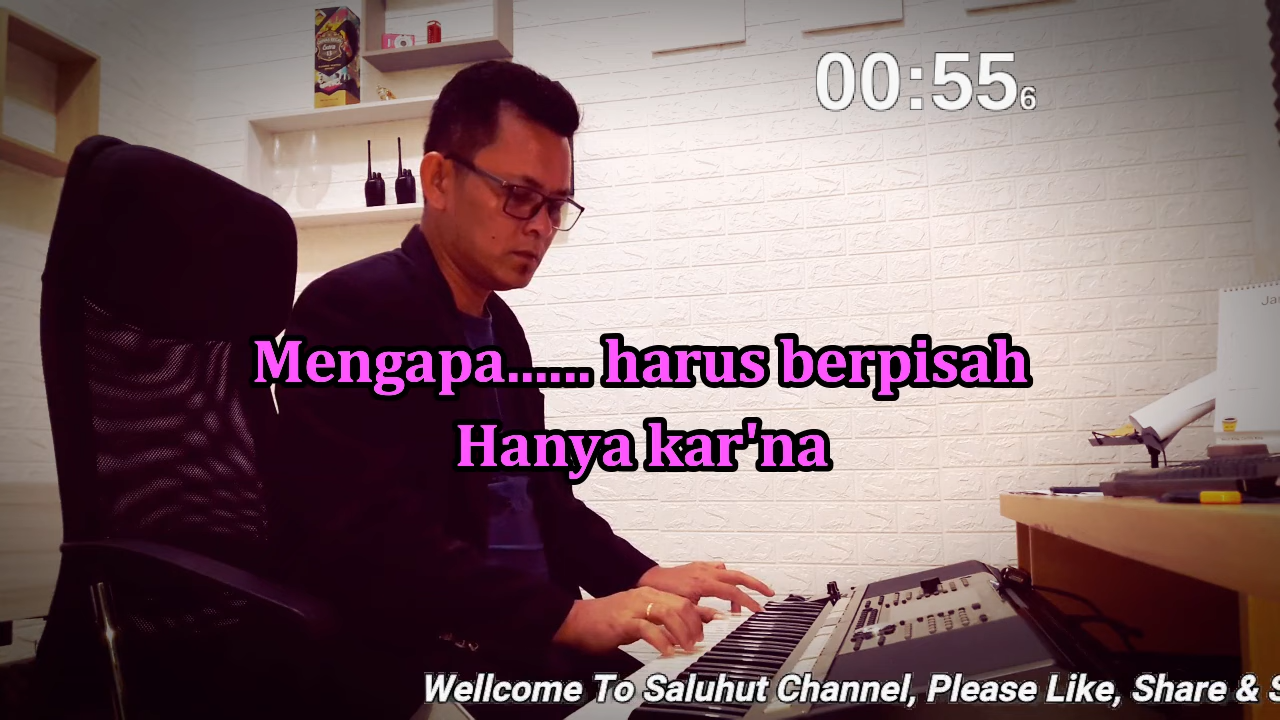 00:556
Mengapa...... harus berpisah
Hanya kar'na
Wellcome To Saluhut Channel, Please Like, Share & S